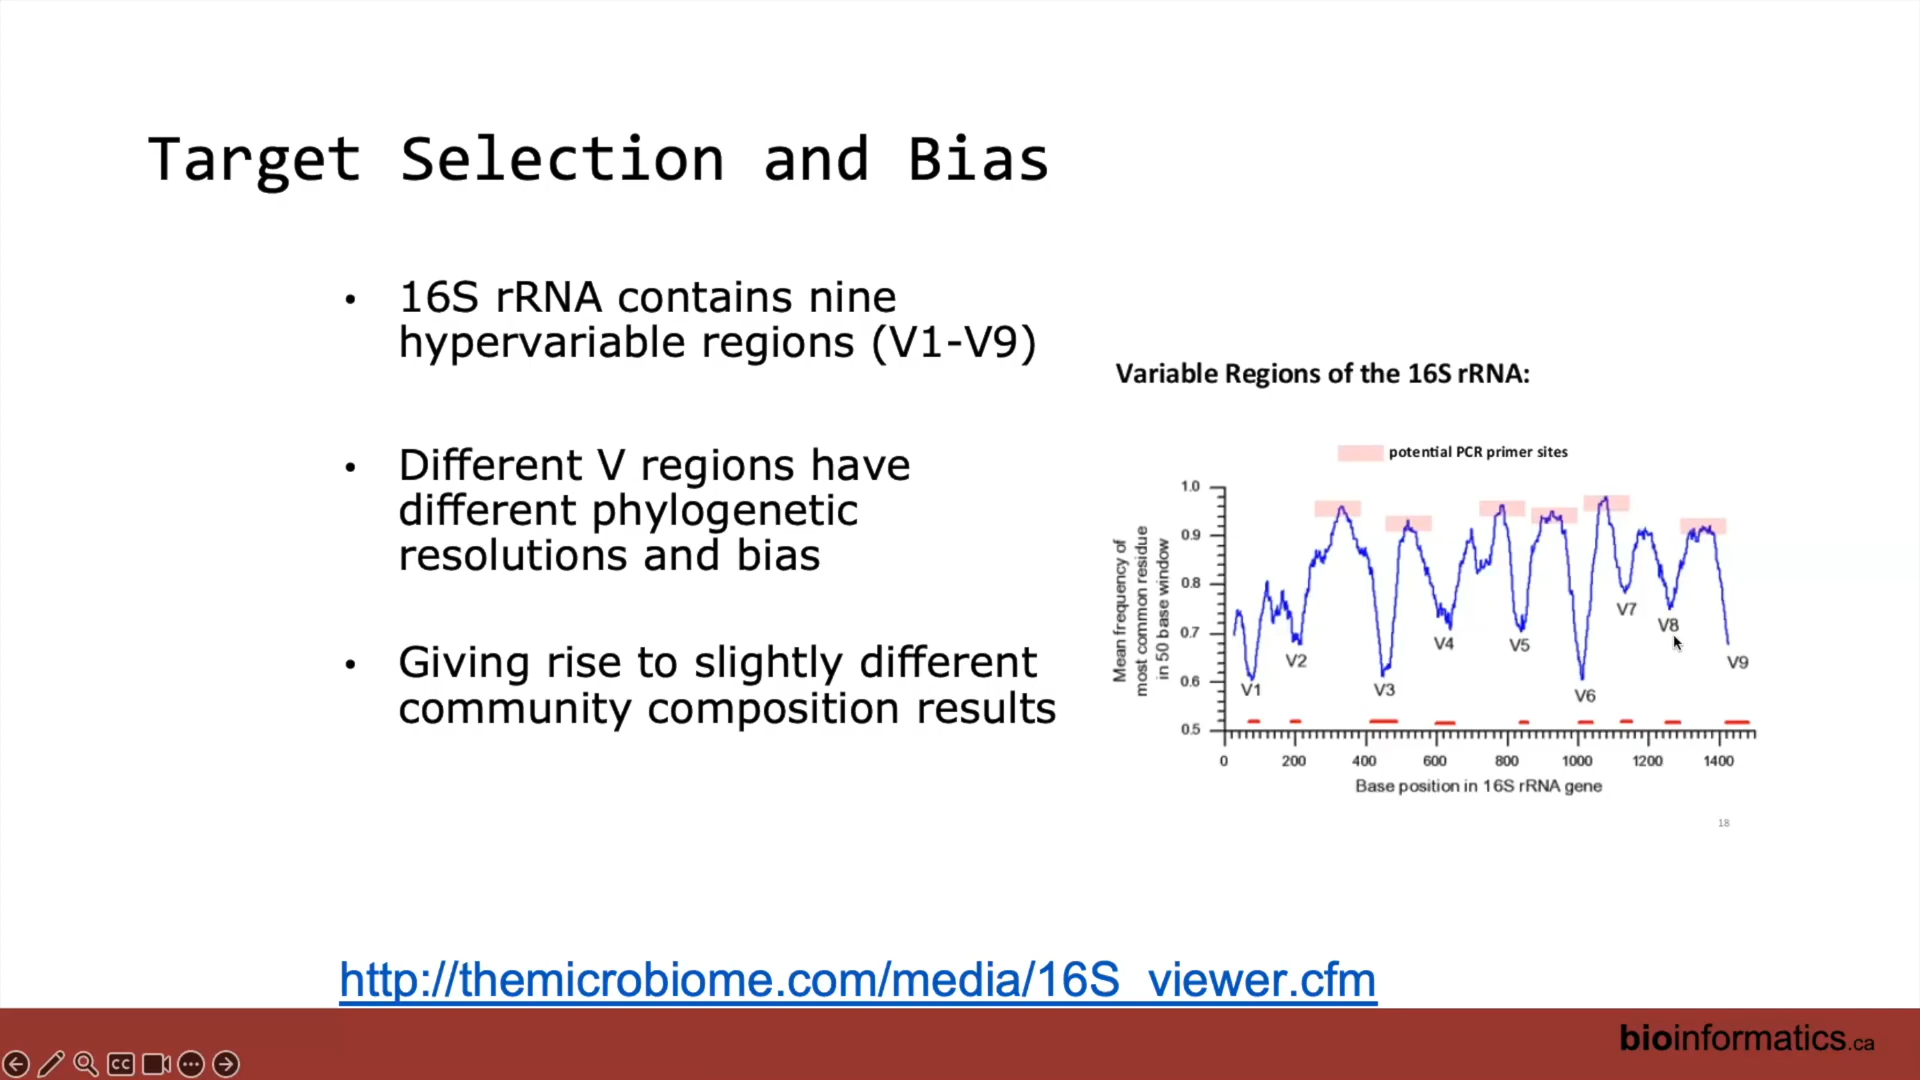 Target Selection and Bias
• 16S rRNA contains nine
hypervariable regions (V1-V9)
• Different V regions have
different phylogenetic
resolutions and bias
• Giving rise to slightly different
community composition results
Variable Regions of the 16S rRNA:
potential PCR primer sites
Mean frequency of
most common residue
in 50 base window
1.0
0.9
0.8
0.7
0.6
0.5
V1
V2
V3
V4
V5
V6
V7
V8
V9
0 200 400 600 800 1000 1200 1400
Base position in 16S rRNA gene
18
http://themicrobiome.com/media/16S_viewer.cfm
bioinformatics.ca
CC